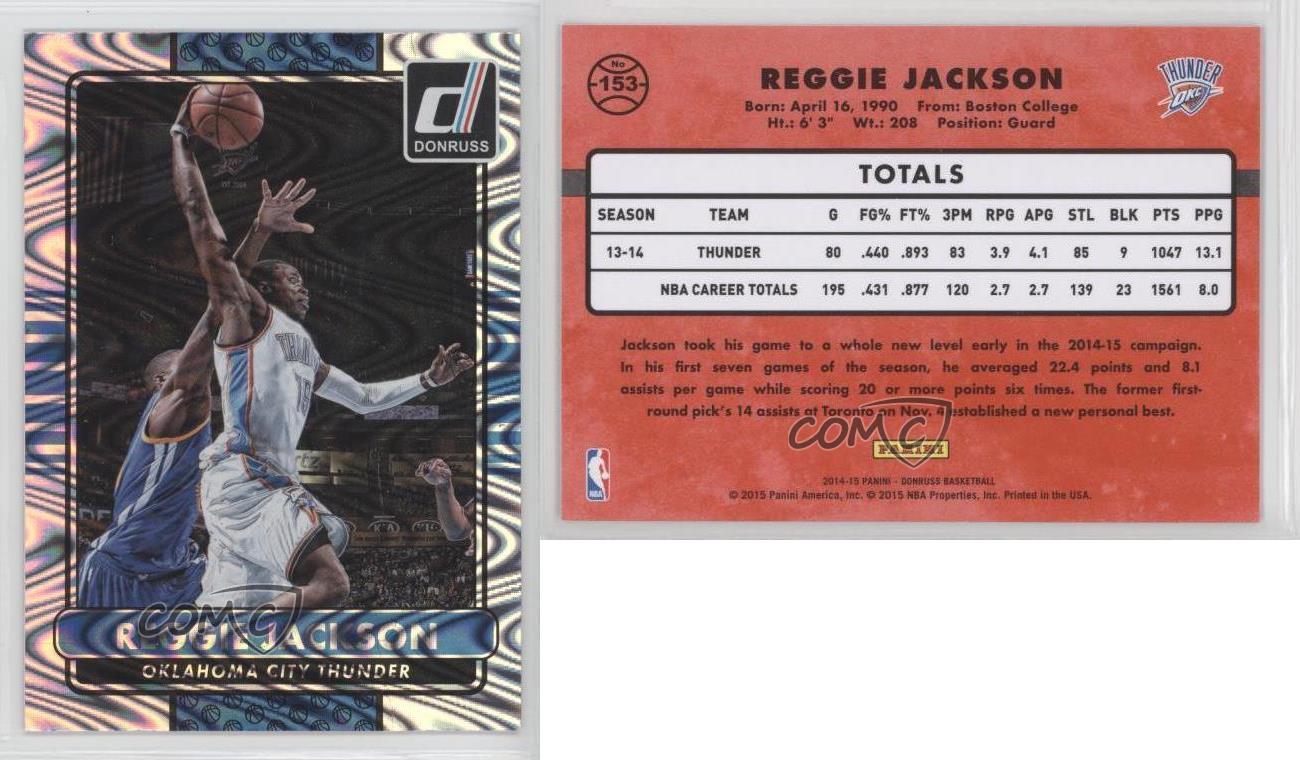 DONRUSS
THUNDER
15
COMC
REGGIE JACKSON
OKLAHOMA CITY THUNDER
No
153
REGGIE JACKSON
Born: April 16, 1990 From: Boston College
Ht.: 6' 3" Wt.: 208 Position: Guard
THUNDER
OKC
TOTALS
SEASON TEAM G FG% FT% 3PM RPG APG STL BLK PTS PPG
13-14 THUNDER 80 .440 .893 83 3.9 4.1 85 9 1047 13.1
NBA CAREER TOTALS 195 .431 .877 120 2.7 2.7 139 23 1561 8.0
Jackson took his game to a whole new level early in the 2014-15 campaign.
In his first seven games of the season, he averaged 22.4 points and 8.1
assists per game while scoring 20 or more points six times. The former first-
round pick's 14 assists at Toronto on Nov. 4 established a new personal best.
COMC
PANINI
NBA
2014-15 PANINI - DONRUSS BASKETBALL
© 2015 Panini America, Inc. © 2015 NBA Properties, Inc. Printed in the USA.